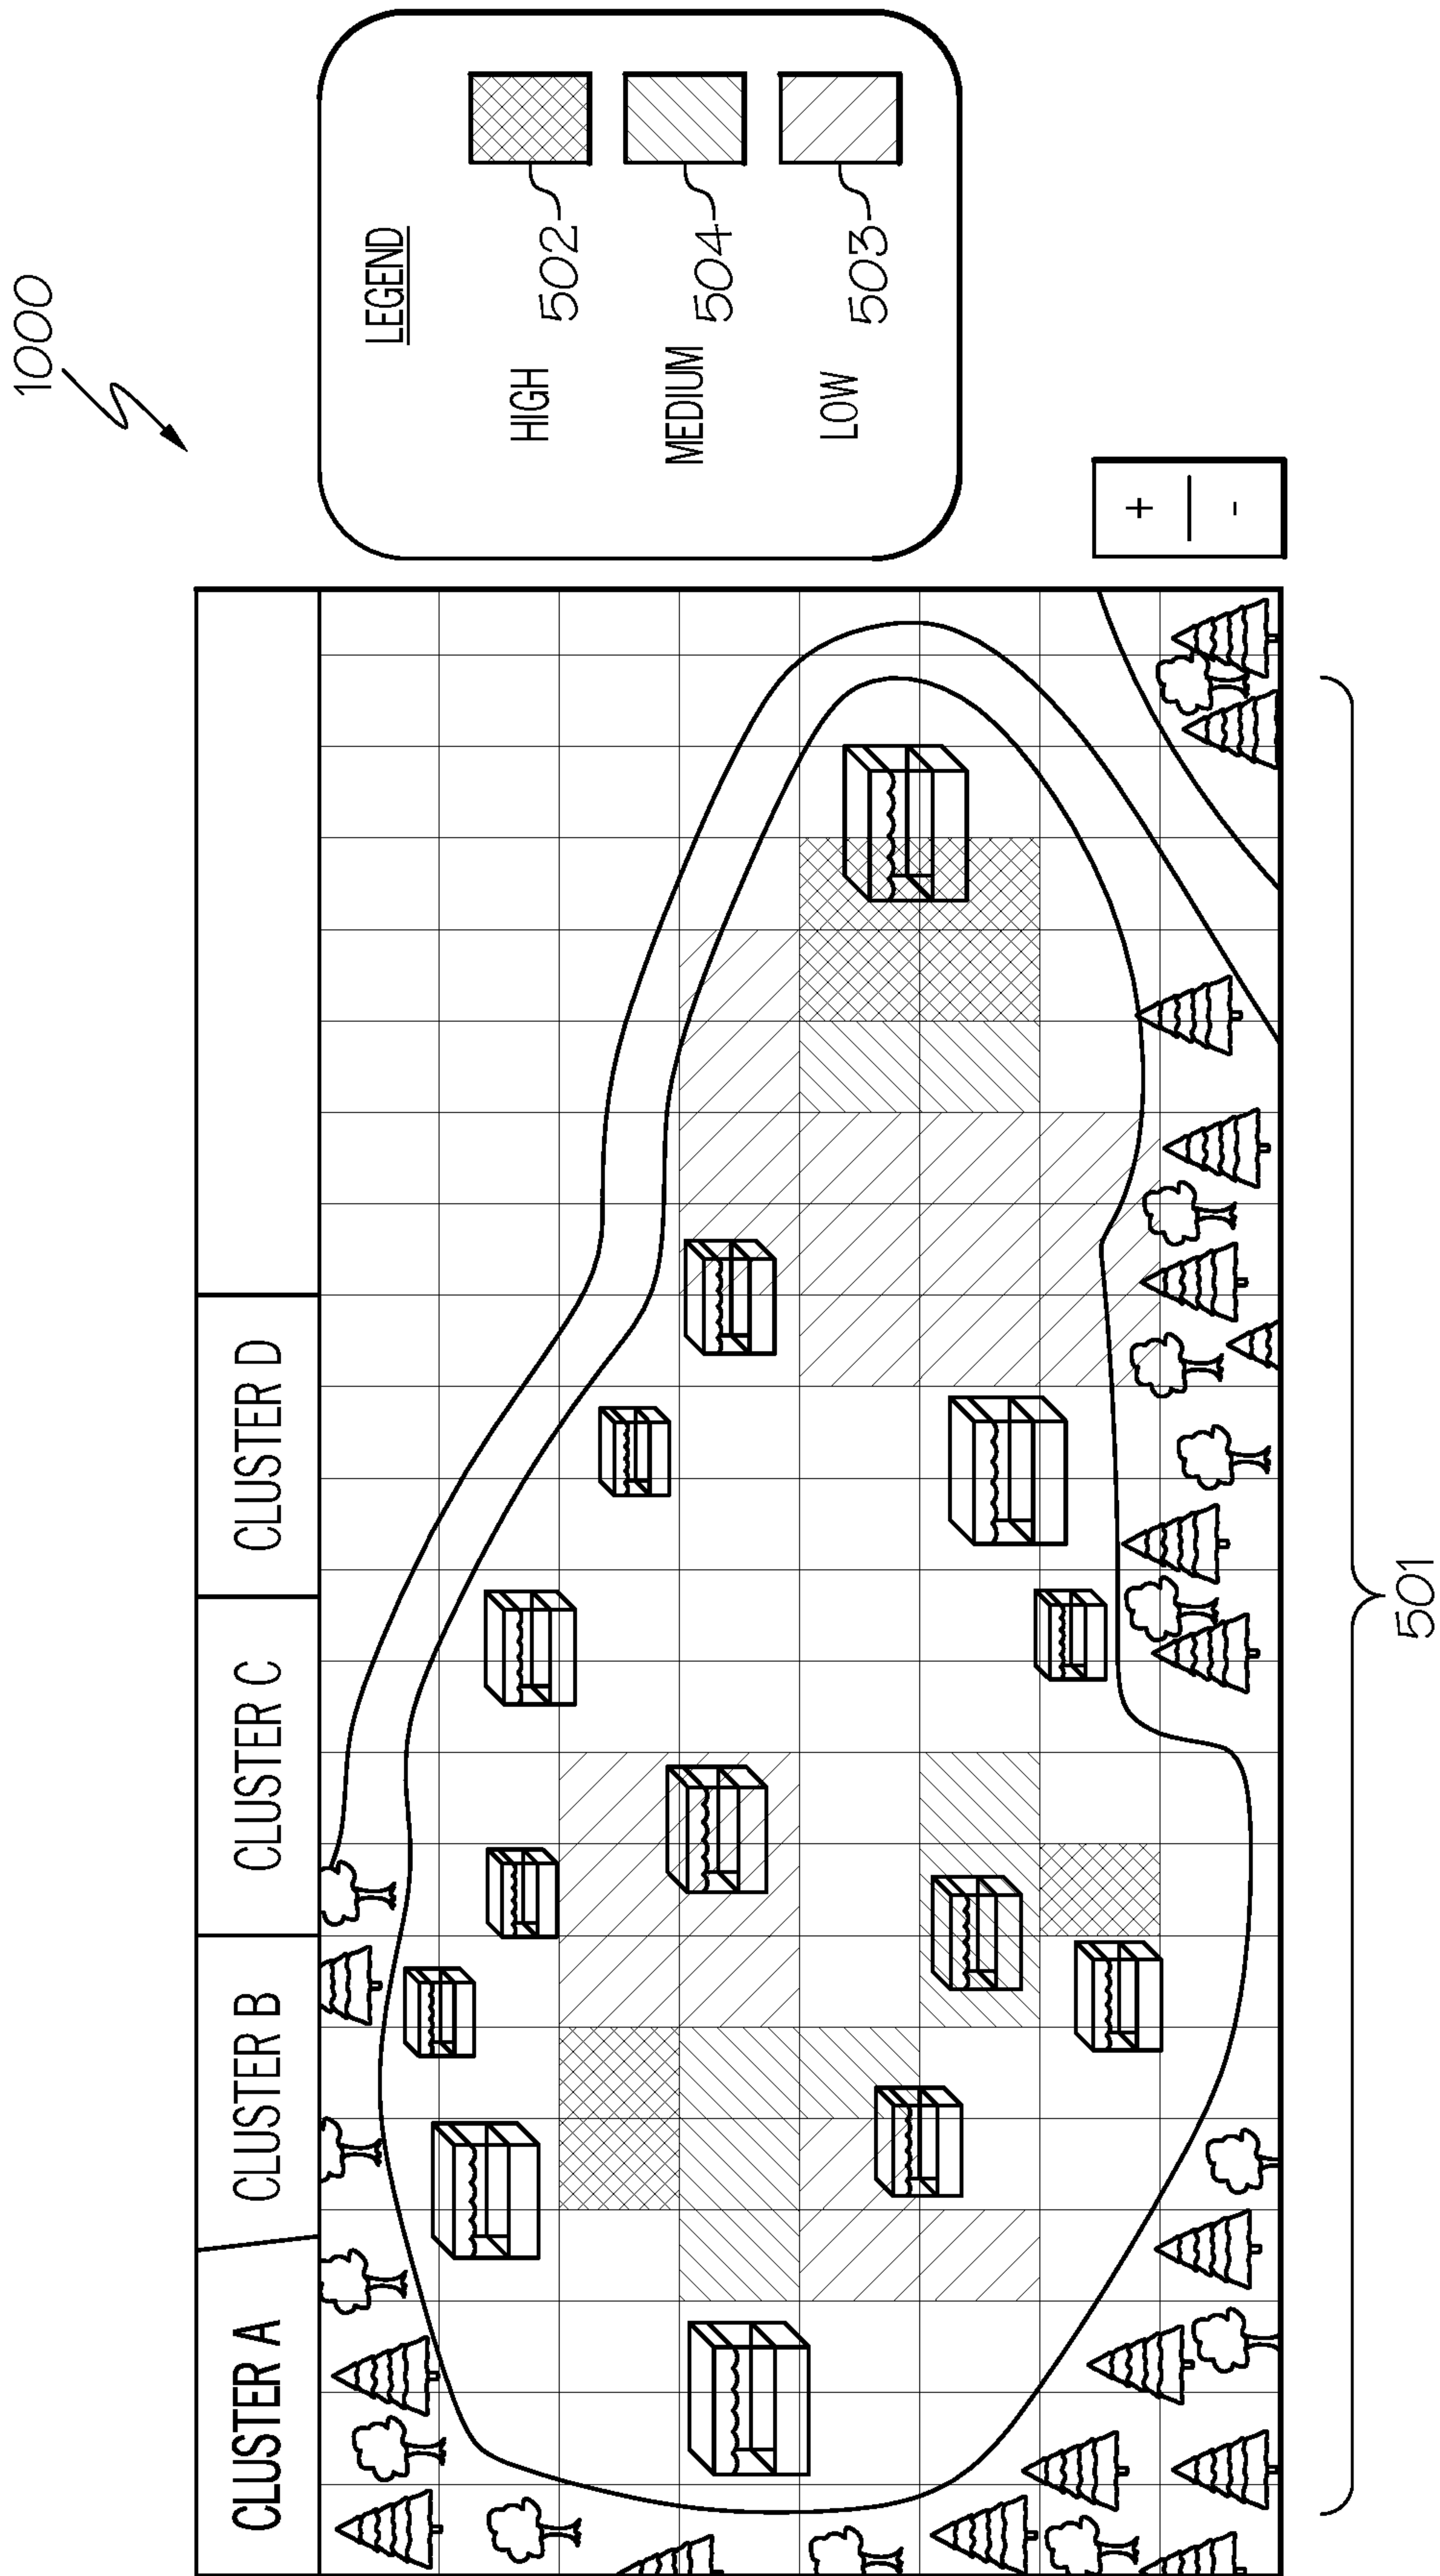 1000
CLUSTER A
CLUSTER B
CLUSTER C
CLUSTER D
LEGEND
HIGH
502
MEDIUM
504
LOW
503
+
-
501